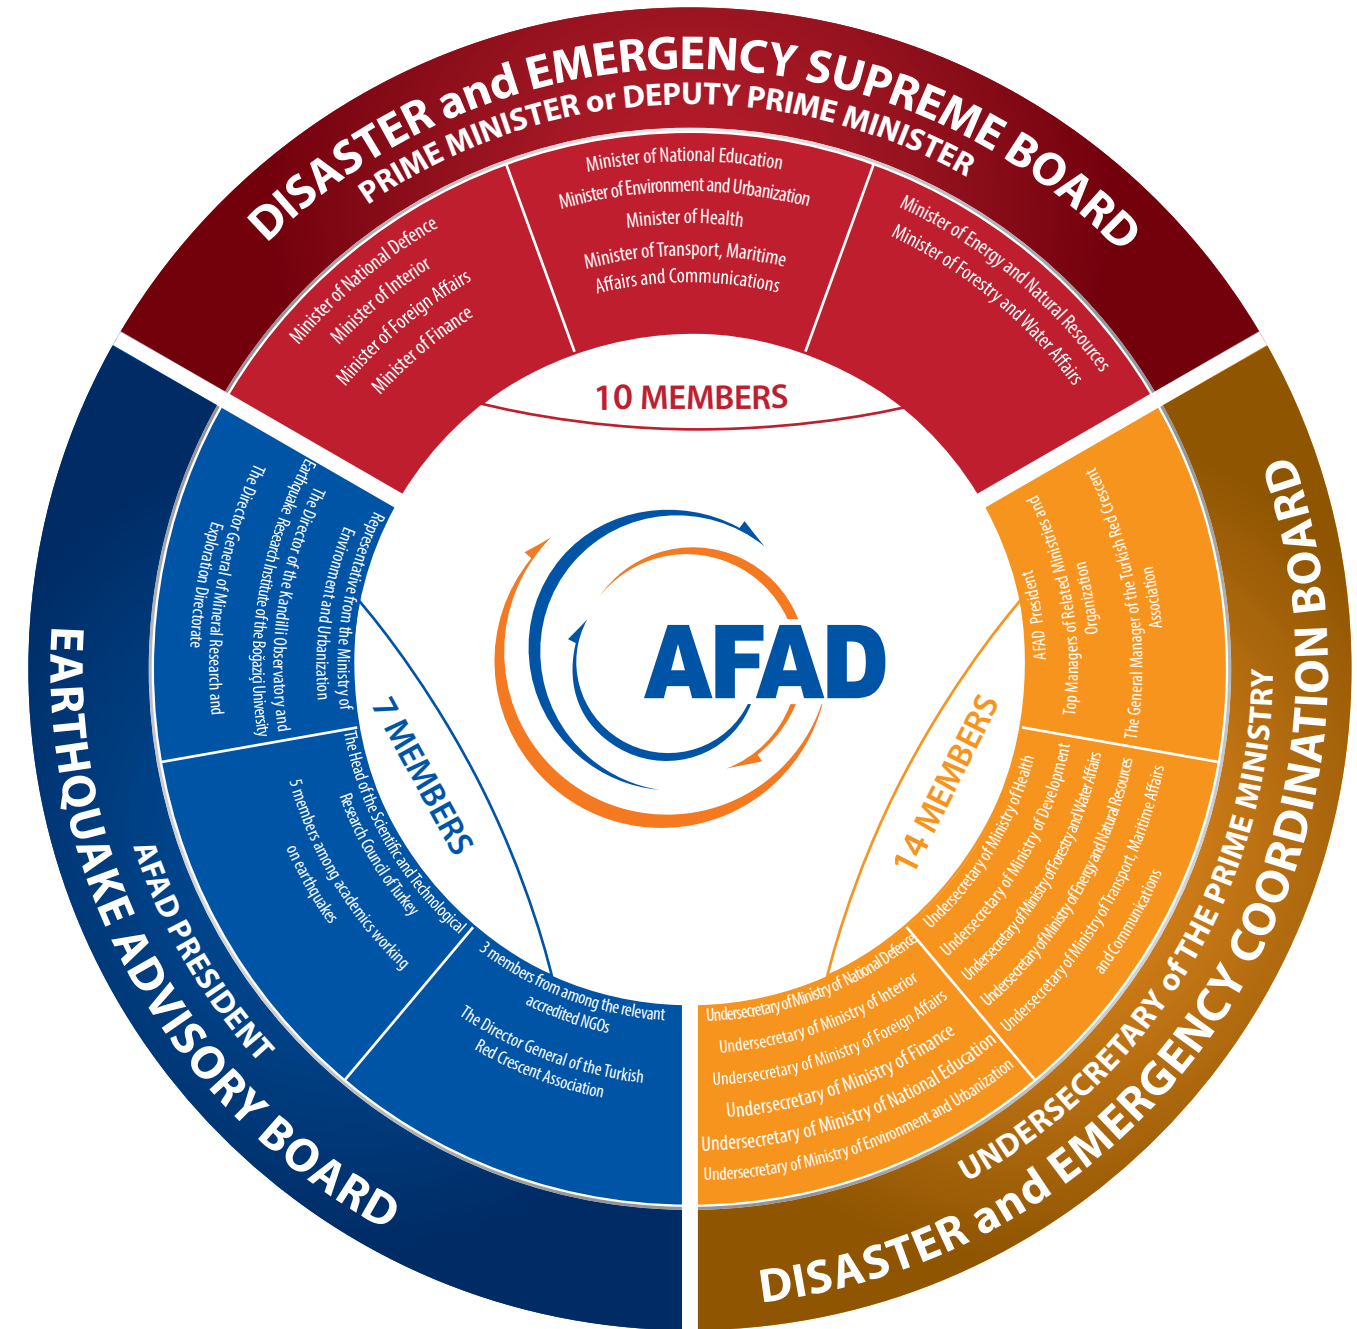 DISASTER and EMERGENCY SUPREME BOARD
PRIME MINISTER or DEPUTY PRIME MINISTER
Minister of National Defence
Minister of Interior
Minister of Foreign Affairs
Minister of Finance
Minister of National Education
Minister of Environment and Urbanization
Minister of Health
Minister of Transport, Maritime
Affairs and Communications
Minister of Energy and Natural Resources
Minister of Forestry and Water Affairs
10 MEMBERS
AFAD
DISASTER and EMERGENCY COORDINATION BOARD
UNDERSECRETARY of THE PRIME MINISTRY
AFAD President
Top Managers of Related Ministries and
Organization
The General Manager of the Turkish Red Crescent
Association
Undersecretary of Ministry of Health
Undersecretary of Ministry of Development
Undersecretary of Ministry of Forestry and Water Affairs
Undersecretary of Ministry of Energy and Natural Resources
Undersecretary of Ministry of Transport, Maritime Affairs
and Communications
Undersecretary of Ministry of National Defence
Undersecretary of Ministry of Interior
Undersecretary of Ministry of Foreign Affairs
Undersecretary of Ministry of Finance
Undersecretary of Ministry of National Education
Undersecretary of Ministry of Environment and Urbanization
14 MEMBERS
EARTHQUAKE ADVISORY BOARD
AFAD PRESIDENT
Representative from the Ministry of
Environment and Urbanization
The Director of the Kandilli Observatory and
Earthquake Research Institute of the Boğaziçi University
The Director General of Mineral Research and
Exploration Directorate
The Head of the Scientific and Technological
Research Council of Turkey
5 members among academics working
on earthquakes
3 members from among the relevant
accredited NGOs
The Director General of the Turkish
Red Crescent Association
7 MEMBERS